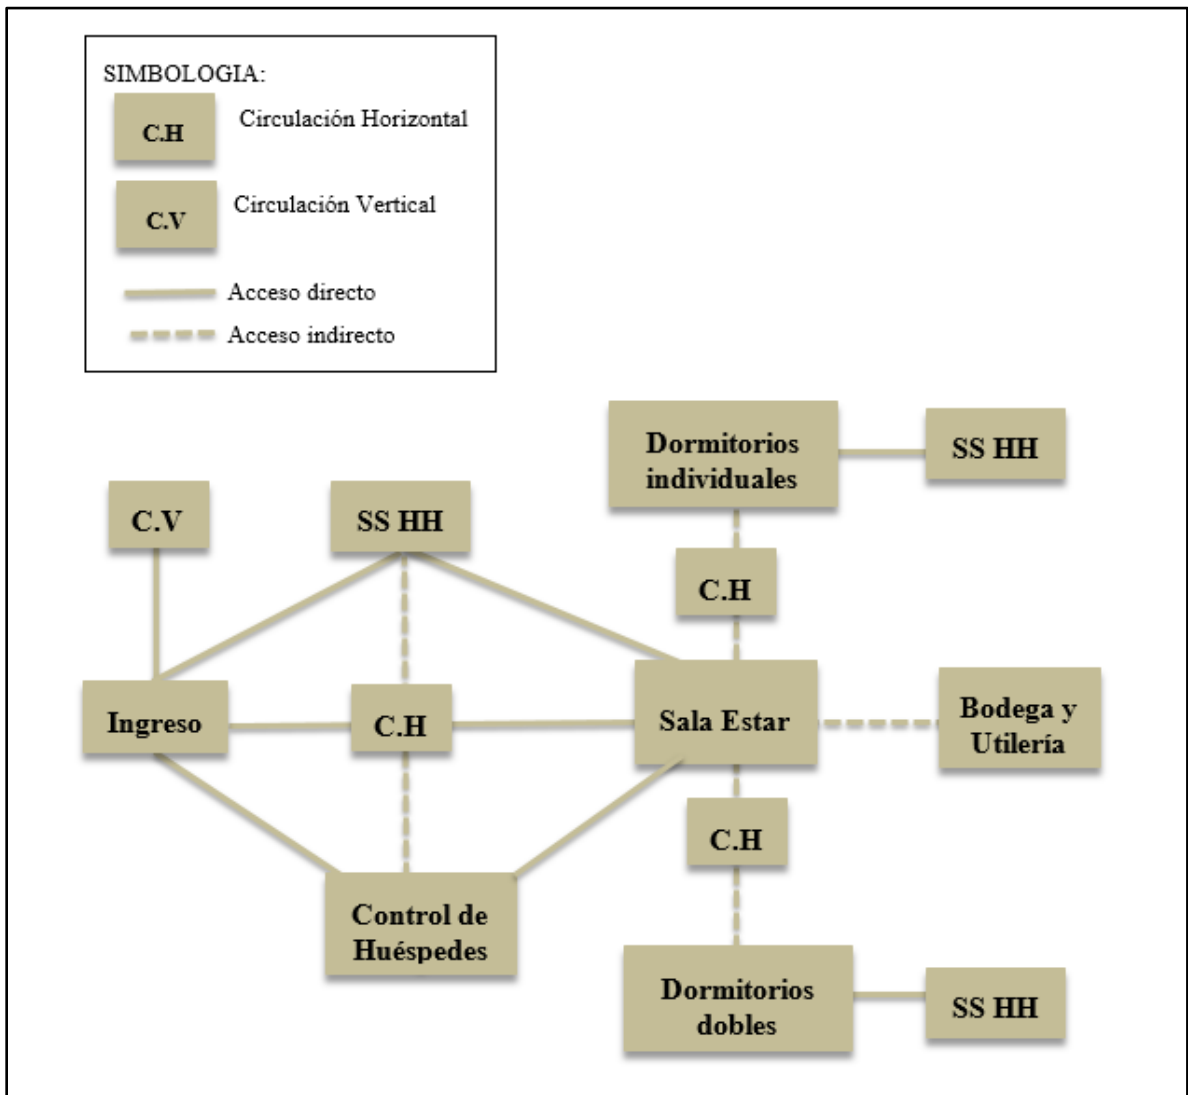 SIMBOLOGIA:
C.H
Circulación Horizontal
C.V
Circulación Vertical
Acceso directo
Acceso indirecto
Dormitorios
individuales
SS HH
C.V
SS HH
C.H
Ingreso
C.H
Sala Estar
Bodega y
Utilería
C.H
Control de
Huéspedes
Dormitorios
dobles
SS HH